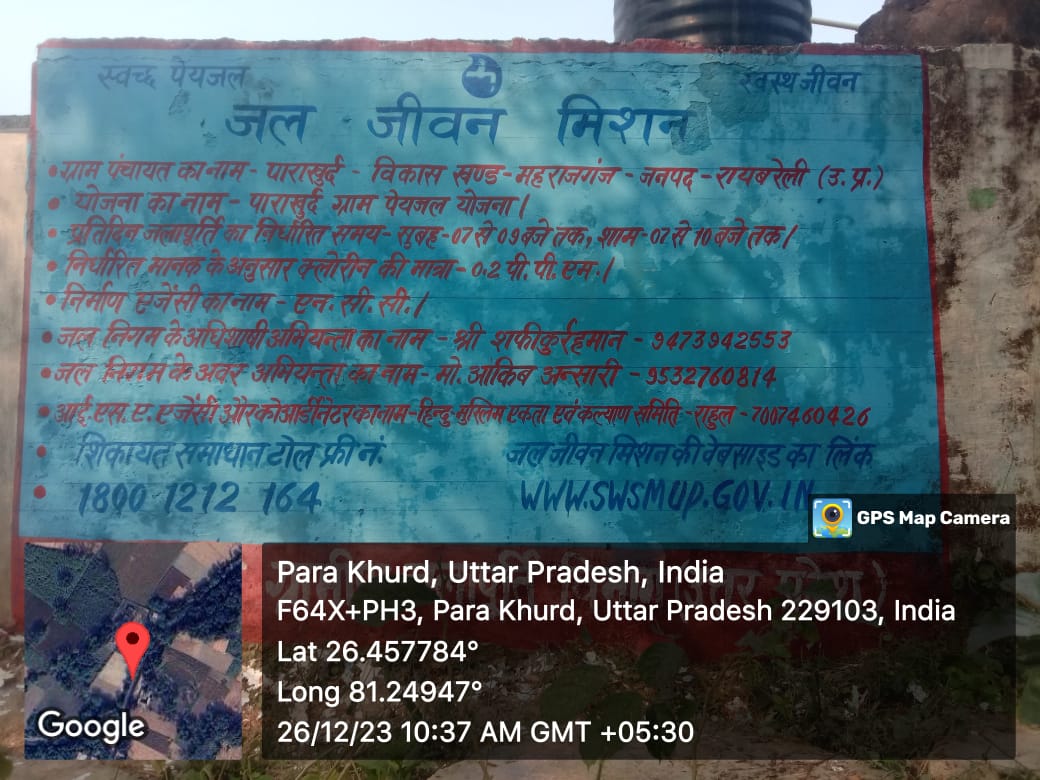 स्वच्छ पेयजल स्वस्थ जीवन
जल जीवन मिशन
• ग्राम पंचायत का नाम - पाराखुर्द - विकास खण्ड - महराजगंज - जनपद - रायबरेली (उ.प्र.)
• योजना का नाम - पाराखुर्द ग्राम पेयजल योजना।
• प्रतिदिन जलापूर्ति का निर्धारित समय - सुबह - 07 से 09 बजे तक, शाम - 07 से 10 बजे तक।
• निर्धारित मानक के अनुसार क्लोरीन की मात्रा - 0.2 पी.पी.एम.।
• निर्माण एजेंसी का नाम - एन.सी.सी.।
• जल निगम के अधिशाषी अभियन्ता का नाम - श्री शफीकुर्रहमान - 9473942553
• जल निगम के अवर अभियन्ता का नाम - मो. आकिब अन्सारी - 9532760814
• आई.एस.ए. एजेंसी और कोआर्डीनेटर का नाम - हिन्दु मुस्लिम एकता एवं कल्याण समिति - राहुल - 7007460426
• शिकायत समाधान टोल फ्री नं. जल जीवन मिशन की वेबसाइड का लिंक
• 1800 1212 164 WWW.SWSMUP.GOV.IN
GPS Map Camera
Para Khurd, Uttar Pradesh, India
F64X+PH3, Para Khurd, Uttar Pradesh 229103, India
Lat 26.457784°
Long 81.24947°
26/12/23 10:37 AM GMT +05:30
Google